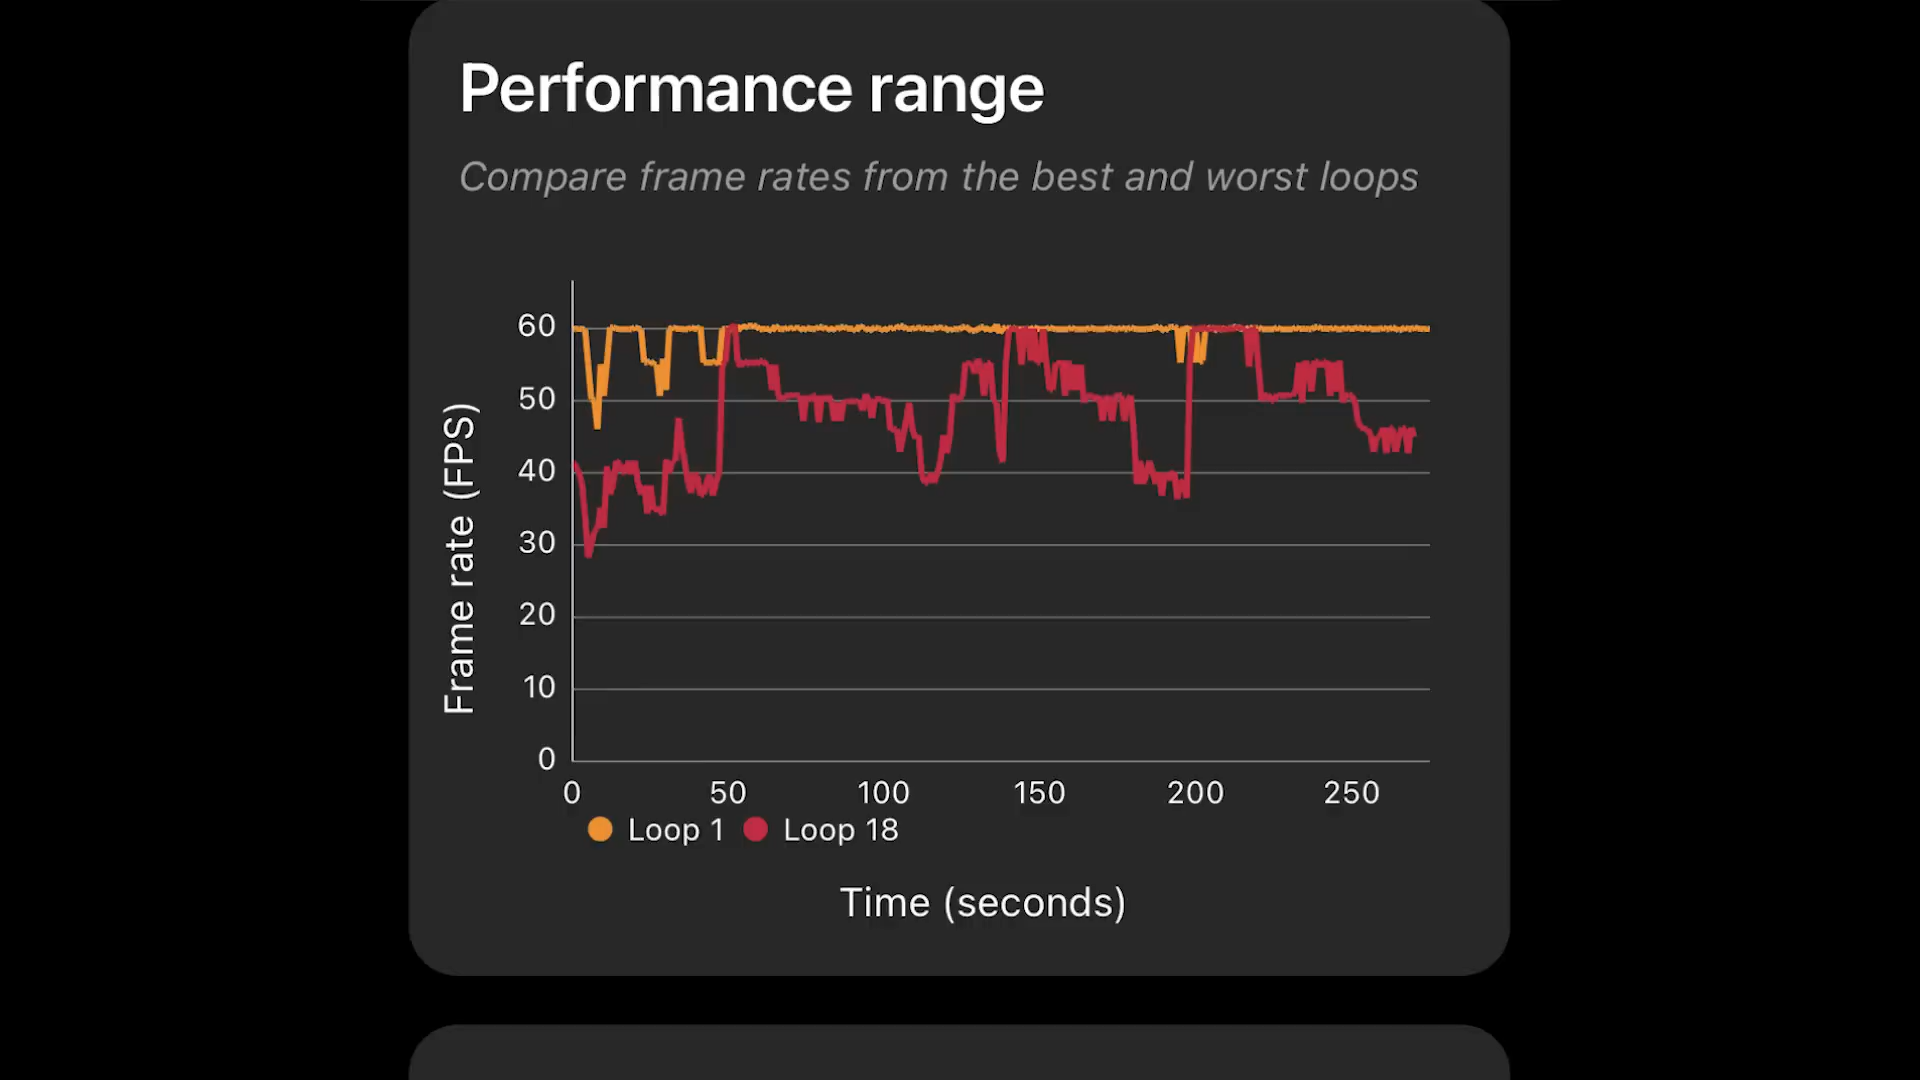 Performance range
Compare frame rates from the best and worst loops
Frame rate (FPS)
60
50
40
30
20
10
0
0 50 100 150 200 250
Loop 1 Loop 18
Time (seconds)